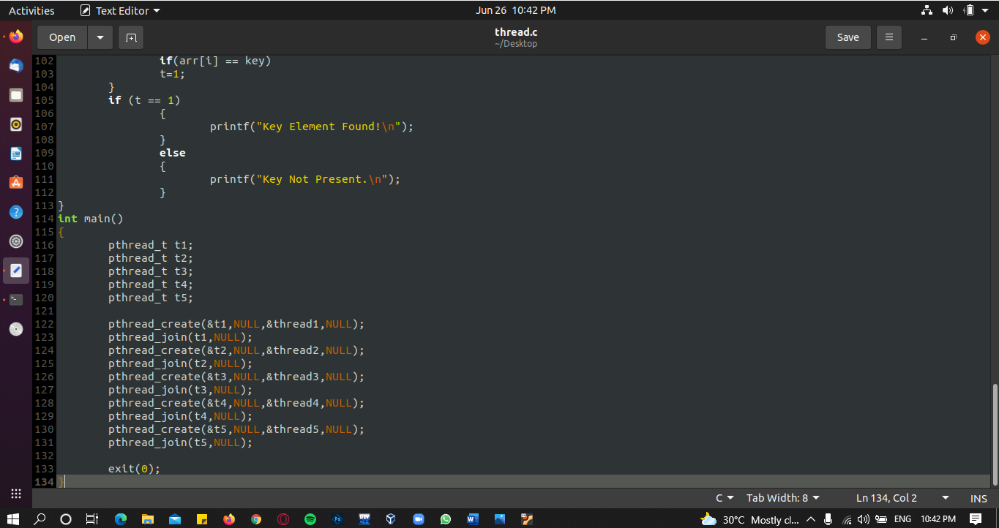 Activities Text Editor Jun 26 10:42 PM
Open thread.c Save
~/Desktop
102 if(arr[i] == key)
103 t=1;
104 }
105 if (t == 1)
106 {
107 printf("Key Element Found!\n");
108 }
109 else
110 {
111 printf("Key Not Present.\n");
112 }
113 }
114 int main()
115 {
116 pthread_t t1;
117 pthread_t t2;
118 pthread_t t3;
119 pthread_t t4;
120 pthread_t t5;
121
122 pthread_create(&t1,NULL,&thread1,NULL);
123 pthread_join(t1,NULL);
124 pthread_create(&t2,NULL,&thread2,NULL);
125 pthread_join(t2,NULL);
126 pthread_create(&t3,NULL,&thread3,NULL);
127 pthread_join(t3,NULL);
128 pthread_create(&t4,NULL,&thread4,NULL);
129 pthread_join(t4,NULL);
130 pthread_create(&t5,NULL,&thread5,NULL);
131 pthread_join(t5,NULL);
132
133 exit(0);
134 }
C Tab Width: 8 Ln 134, Col 2 INS
30°C Mostly cl... ENG 10:42 PM